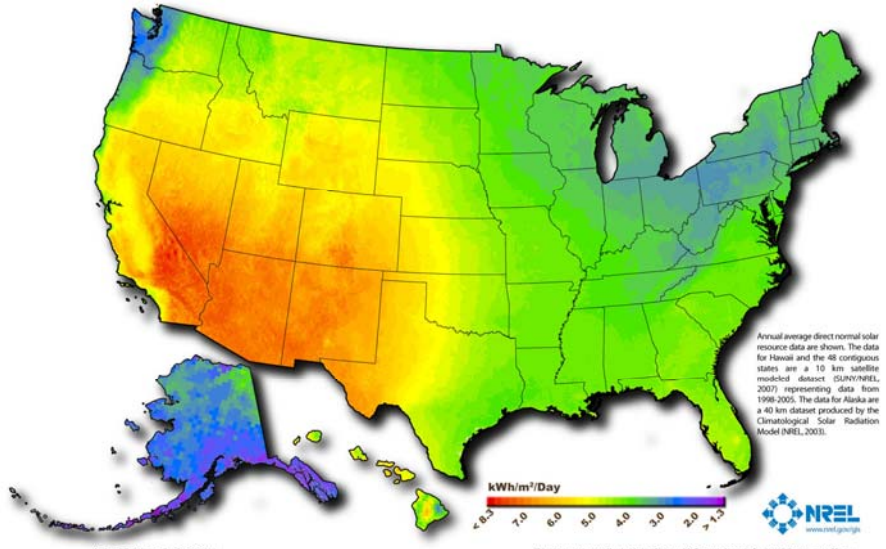 Annual average direct normal solar
resource data are shown. The data
for Hawaii and the 48 contiguous
states are a 10 km satellite
modeled dataset (SUNY/NREL,
2007) representing data from
1998-2005. The data for Alaska are
a 40 km dataset produced by the
Climatological Solar Radiation
Model (NREL, 2003).
kWh/m²/Day
< 8.3 7.0 6.0 5.0 4.0 3.0 2.0 > 1.3
NREL
www.nrel.gov/gis